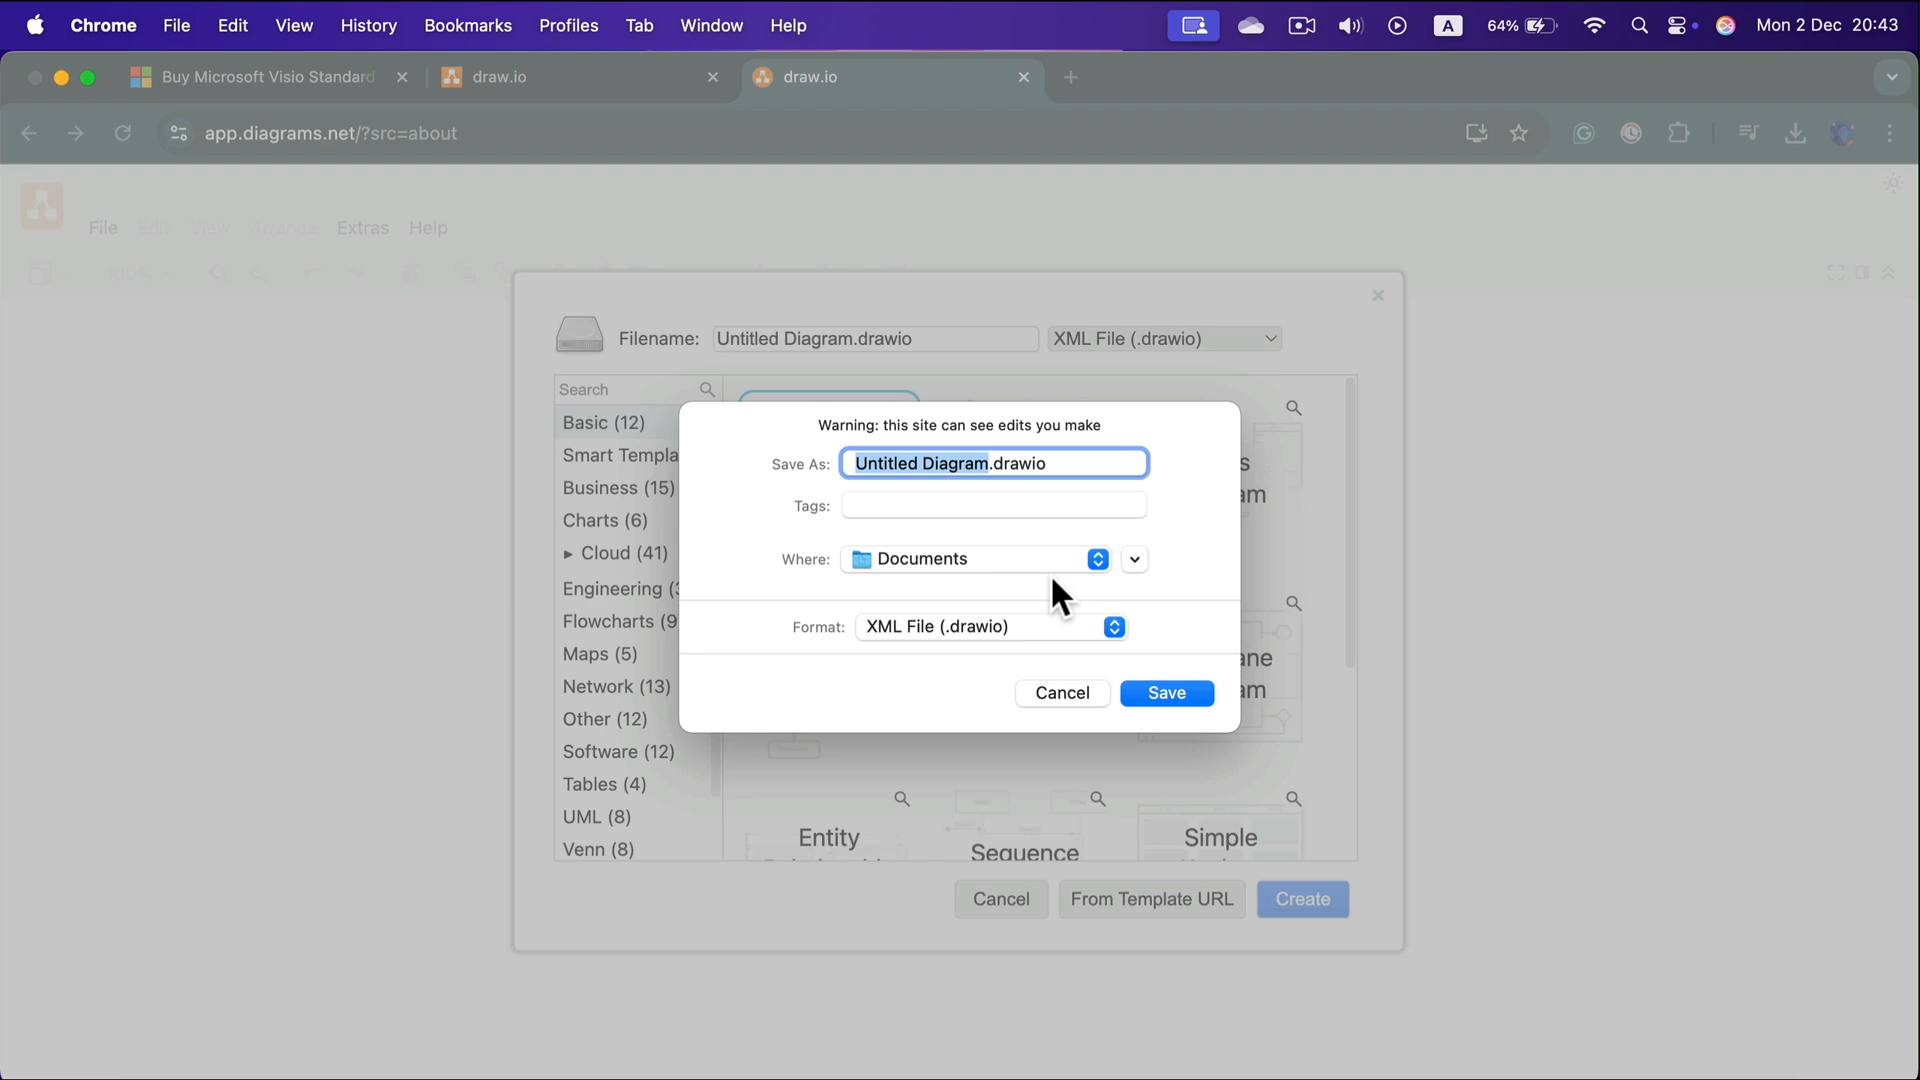 Chrome File Edit View History Bookmarks Profiles Tab Window Help A 64% Mon 2 Dec 20:43
Buy Microsoft Visio Standard draw.io draw.io
app.diagrams.net/?src=about
File Edit View Arrange Extras Help
100%
Filename: Untitled Diagram.drawio XML File (.drawio)
Search
Basic (12)
Smart Templa
Business (15)
Charts (6)
Cloud (41)
Engineering (3
Flowcharts (9
Maps (5)
Network (13)
Other (12)
Software (12)
Tables (4)
UML (8)
Venn (8)
Warning: this site can see edits you make
Save As: Untitled Diagram.drawio
Tags:
Where: Documents
Format: XML File (.drawio)
Cancel Save
s
am
ane
am
Entity
Sequence
Simple
Cancel From Template URL Create